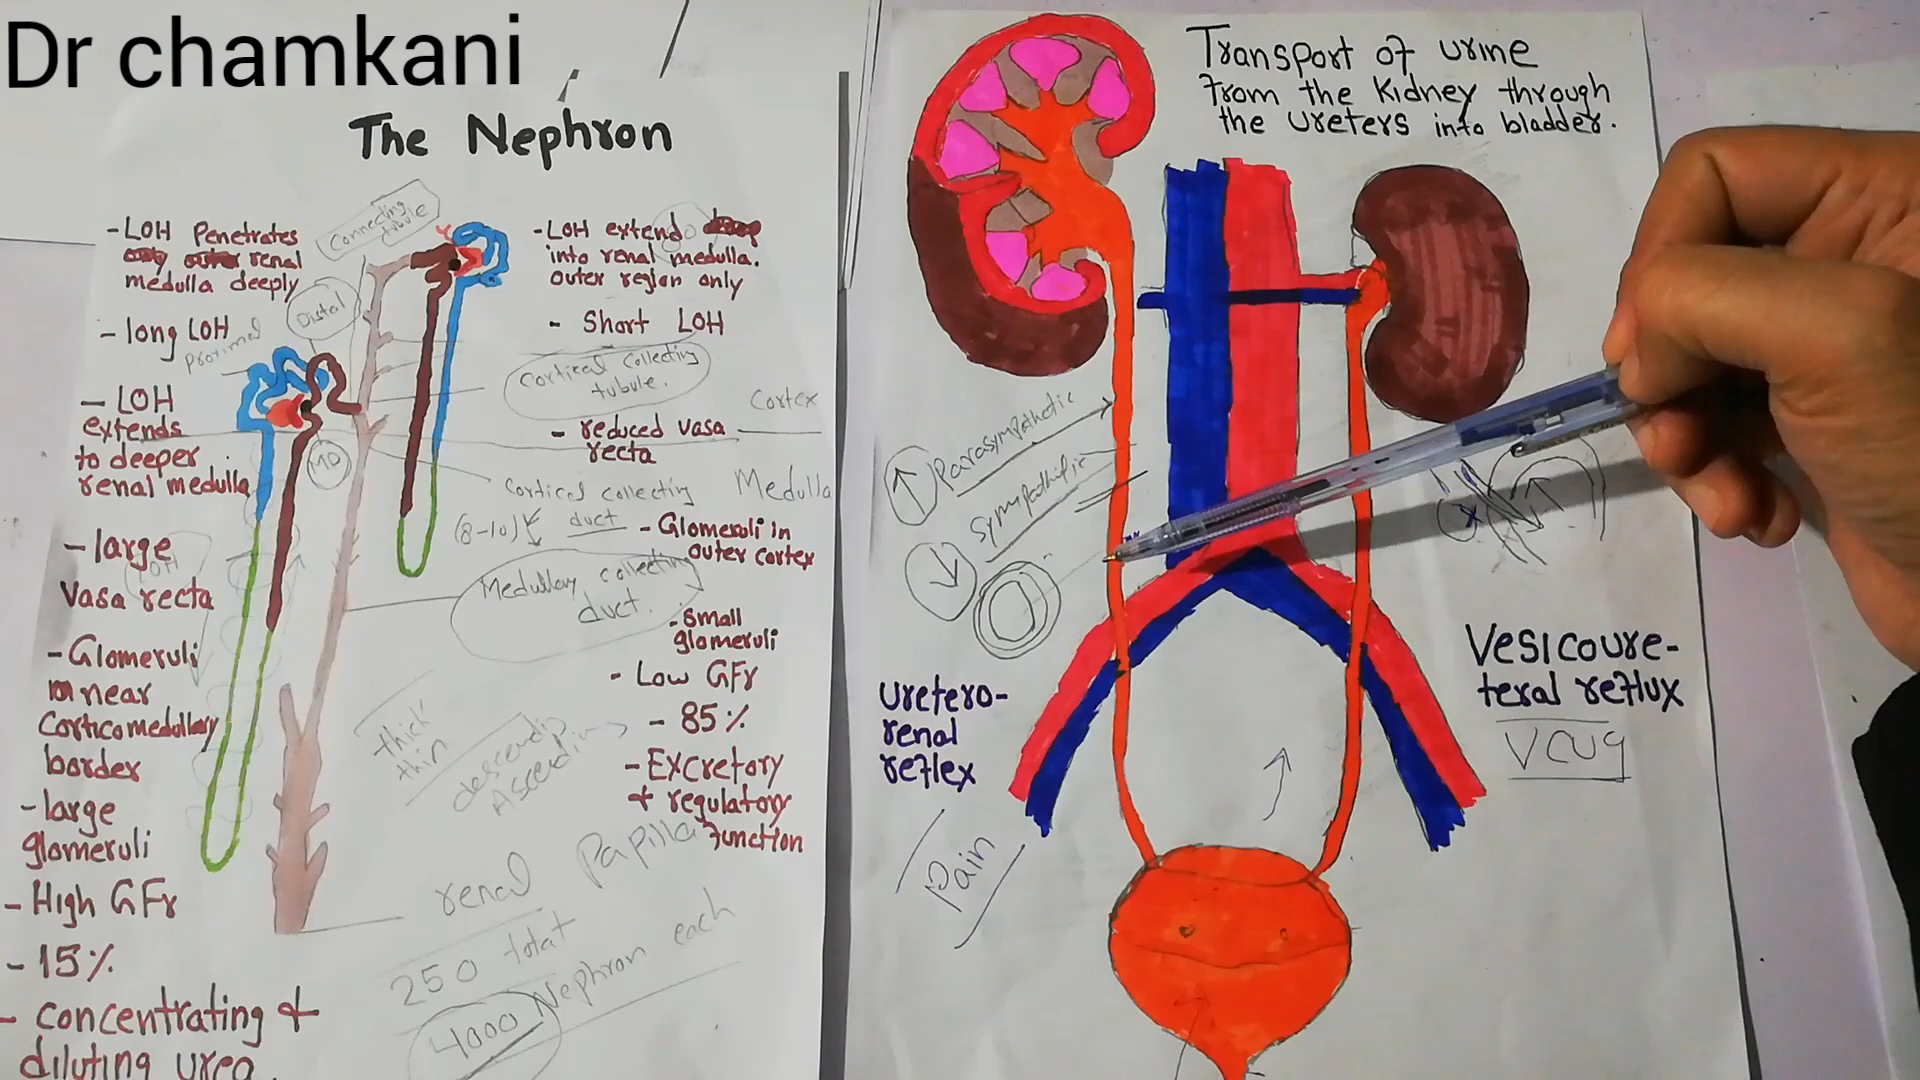 Dr chamkani
The Nephron
- LOH Penetrates
outer renal
medulla deeply
- long LOH
Proximal
- LOH
extends
to deeper
renal medulla
- large
Vasa recta
LOH
- Glomeruli
near
Corticomedullary
border
- large
glomeruli
- High GFr
- 15%
- concentrating +
diluting urea.
Connecting
tubule
Distal
MD
- LOH extend
into renal medulla.
outer region only
- Short LOH
Cortical collecting
tubule.
Cortex
- reduced vasa
recta
Cortical collecting
duct
(8-10)
Medulla
- Glomeruli in
outer cortex
Medullary collecting
duct.
- Small
glomeruli
- Low GFr
- 85%
- Excretory
+ regulatory
function
thick
thin
descending
Ascending
renal Papilla
250 total
4000 Nephron each
Transport of urine
from the Kidney through
the ureters into bladder.
Parasympathetic
Sympathetic
uretero-
renal
reflex
Pain
Vesicoure-
teral reflux
VCUG